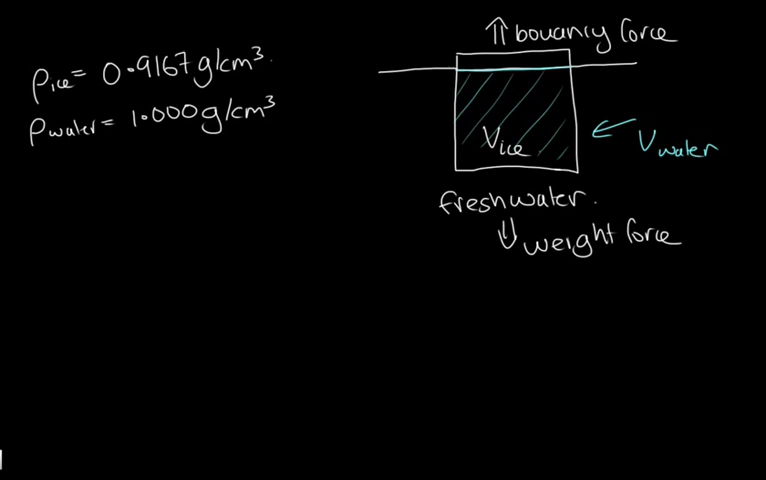 ρice = 0.9167 g/cm³
ρwater = 1.000 g/cm³
⇑ bouancy force
Vice
Vwater
freshwater.
⇓ weight force